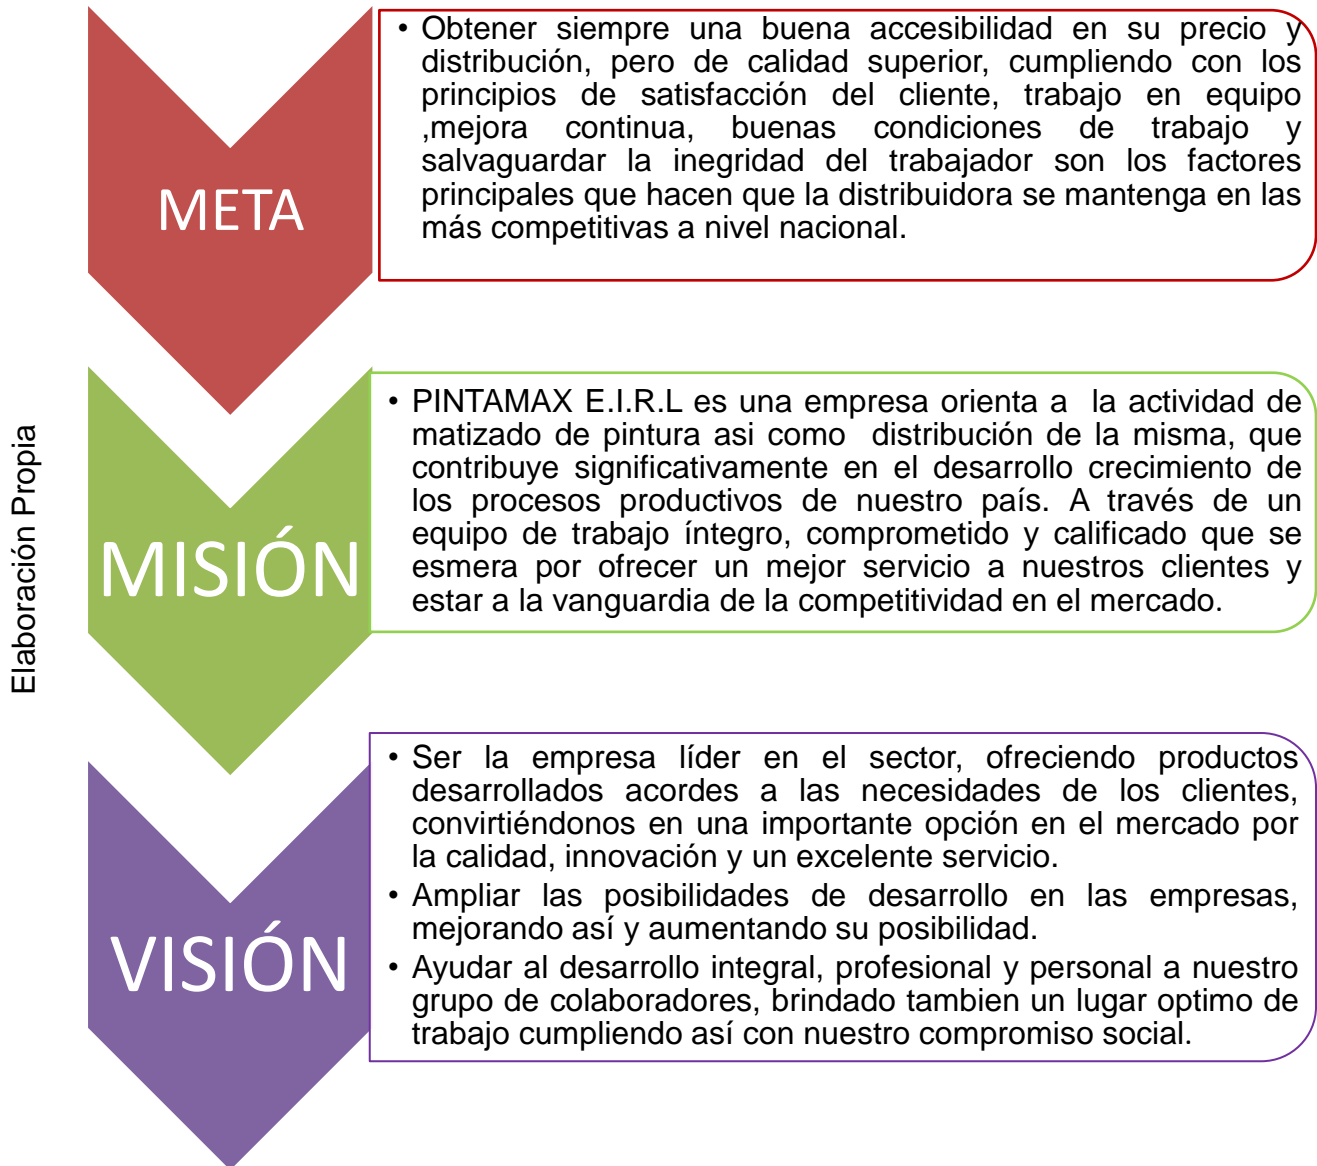 META
• Obtener siempre una buena accesibilidad en su precio y
distribución, pero de calidad superior, cumpliendo con los
principios de satisfacción del cliente, trabajo en equipo
,mejora continua, buenas condiciones de trabajo y
salvaguardar la inegridad del trabajador son los factores
principales que hacen que la distribuidora se mantenga en las
más competitivas a nivel nacional.
MISIÓN
• PINTAMAX E.I.R.L es una empresa orienta a la actividad de
matizado de pintura asi como distribución de la misma, que
contribuye significativamente en el desarrollo crecimiento de
los procesos productivos de nuestro país. A través de un
equipo de trabajo íntegro, comprometido y calificado que se
esmera por ofrecer un mejor servicio a nuestros clientes y
estar a la vanguardia de la competitividad en el mercado.
VISIÓN
• Ser la empresa líder en el sector, ofreciendo productos
desarrollados acordes a las necesidades de los clientes,
convirtiéndonos en una importante opción en el mercado por
la calidad, innovación y un excelente servicio.
• Ampliar las posibilidades de desarrollo en las empresas,
mejorando así y aumentando su posibilidad.
• Ayudar al desarrollo integral, profesional y personal a nuestro
grupo de colaboradores, brindado tambien un lugar optimo de
trabajo cumpliendo así con nuestro compromiso social.
Elaboración Propia